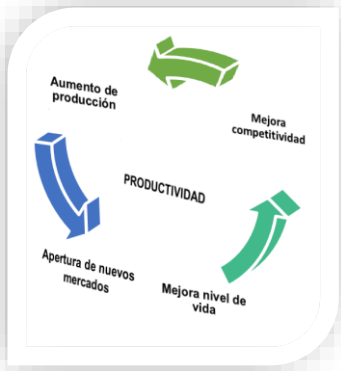 Aumento de
producción
Mejora
competitividad
PRODUCTIVIDAD
Apertura de nuevos
mercados
Mejora nivel de
vida